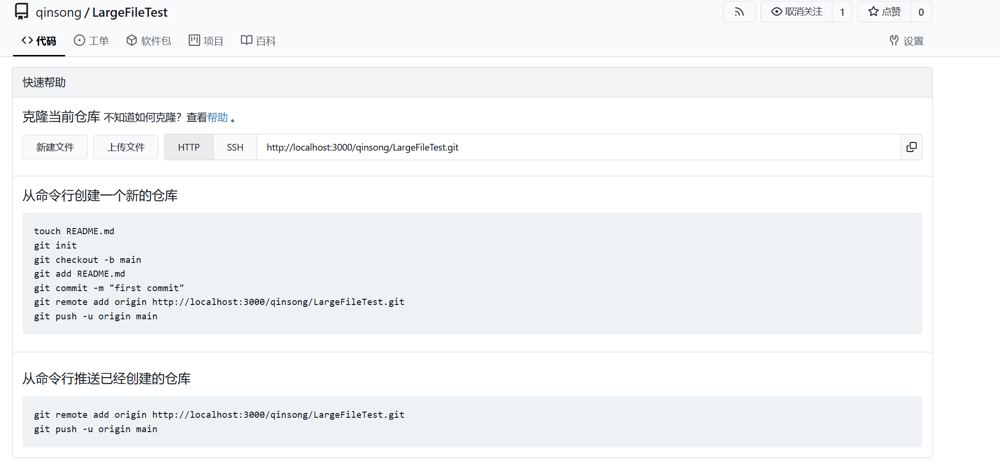 qinsong / LargeFileTest
取消关注 1
点赞 0
代码 工单 软件包 项目 百科 设置
快速帮助
克隆当前仓库 不知道如何克隆？查看帮助 。
新建文件 上传文件 HTTP SSH http://localhost:3000/qinsong/LargeFileTest.git
从命令行创建一个新的仓库
touch README.md
git init
git checkout -b main
git add README.md
git commit -m "first commit"
git remote add origin http://localhost:3000/qinsong/LargeFileTest.git
git push -u origin main
从命令行推送已经创建的仓库
git remote add origin http://localhost:3000/qinsong/LargeFileTest.git
git push -u origin main